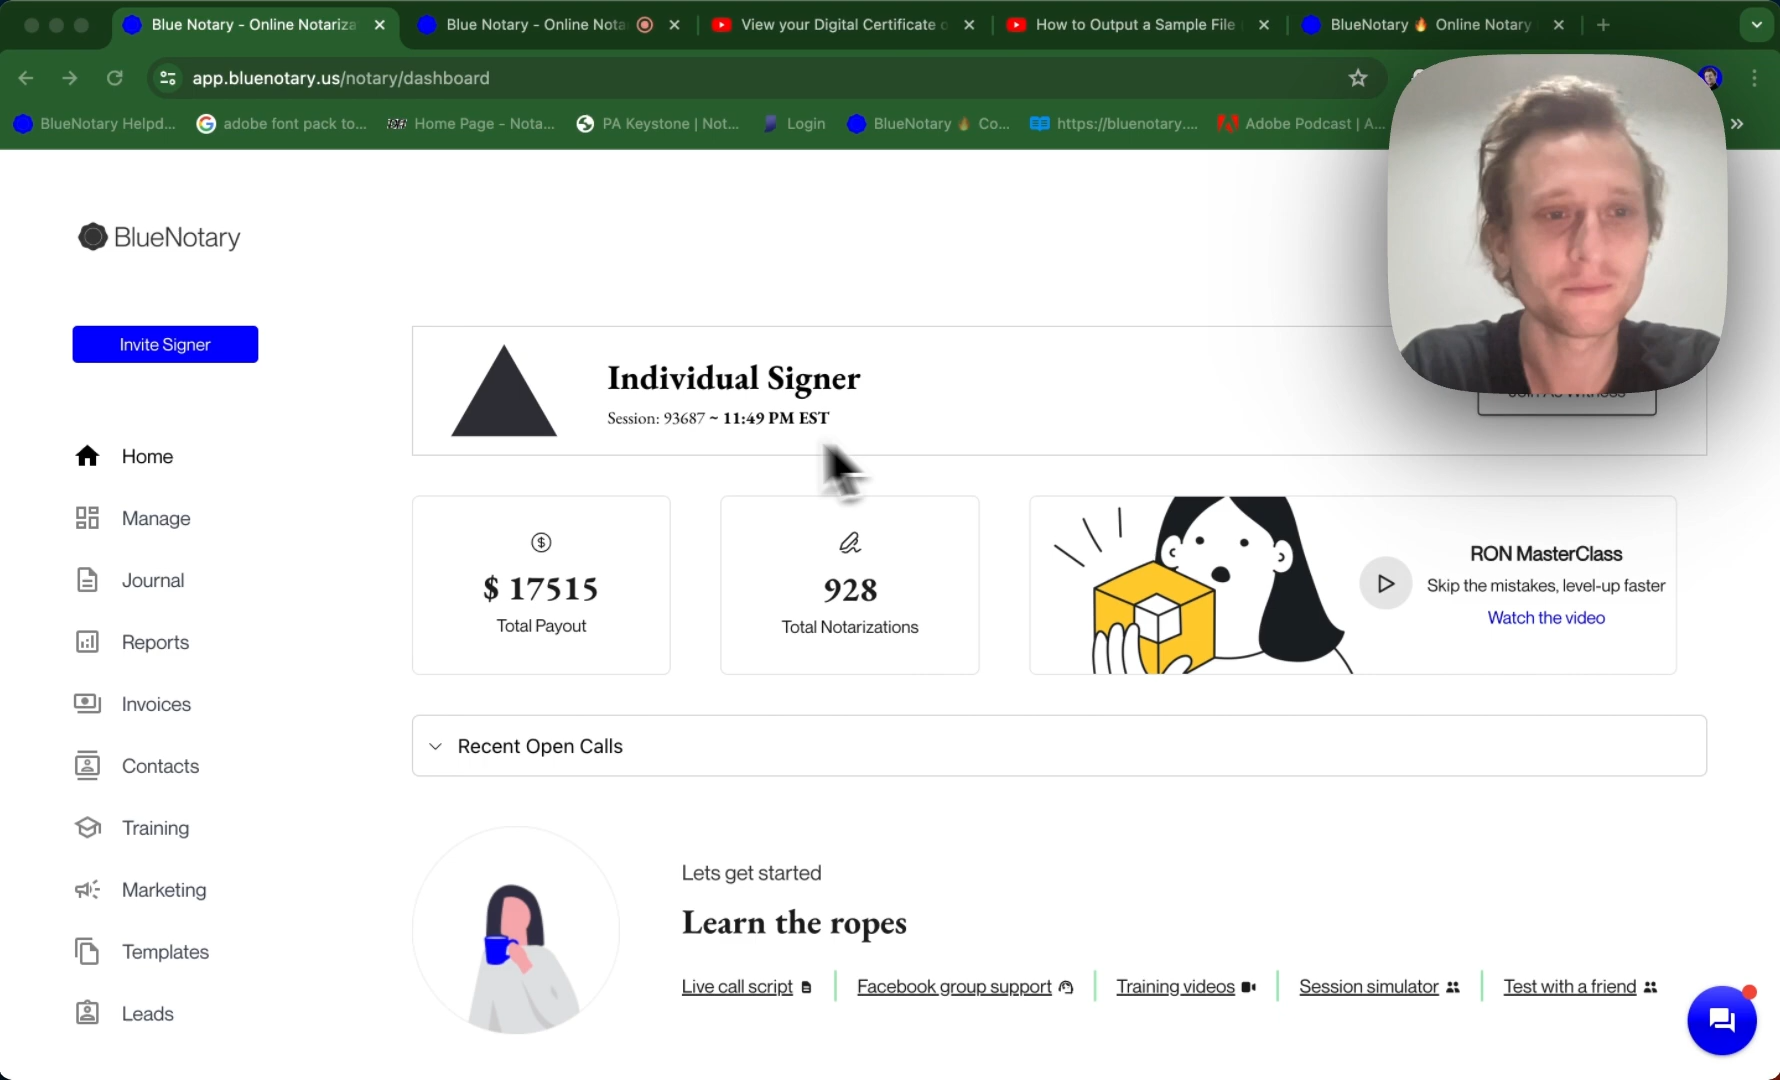 Blue Notary - Online Notariza
Blue Notary - Online Nota
View your Digital Certificate o
How to Output a Sample File
BlueNotary 🔥 Online Notary
app.bluenotary.us/notary/dashboard
BlueNotary Helpd...
adobe font pack to...
Home Page - Nota...
PA Keystone | Not...
Login
BlueNotary 🔥 Co...
https://bluenotary....
Adobe Podcast | A...
BlueNotary
Invite Signer
Individual Signer
Session: 93687 ~ 11:49 PM EST
Join As Witness
Home
Manage
Journal
Reports
Invoices
Contacts
Training
Marketing
Templates
Leads
$ 17515
Total Payout
928
Total Notarizations
RON MasterClass
Skip the mistakes, level-up faster
Watch the video
Recent Open Calls
Lets get started
Learn the ropes
Live call script
Facebook group support
Training videos
Session simulator
Test with a friend